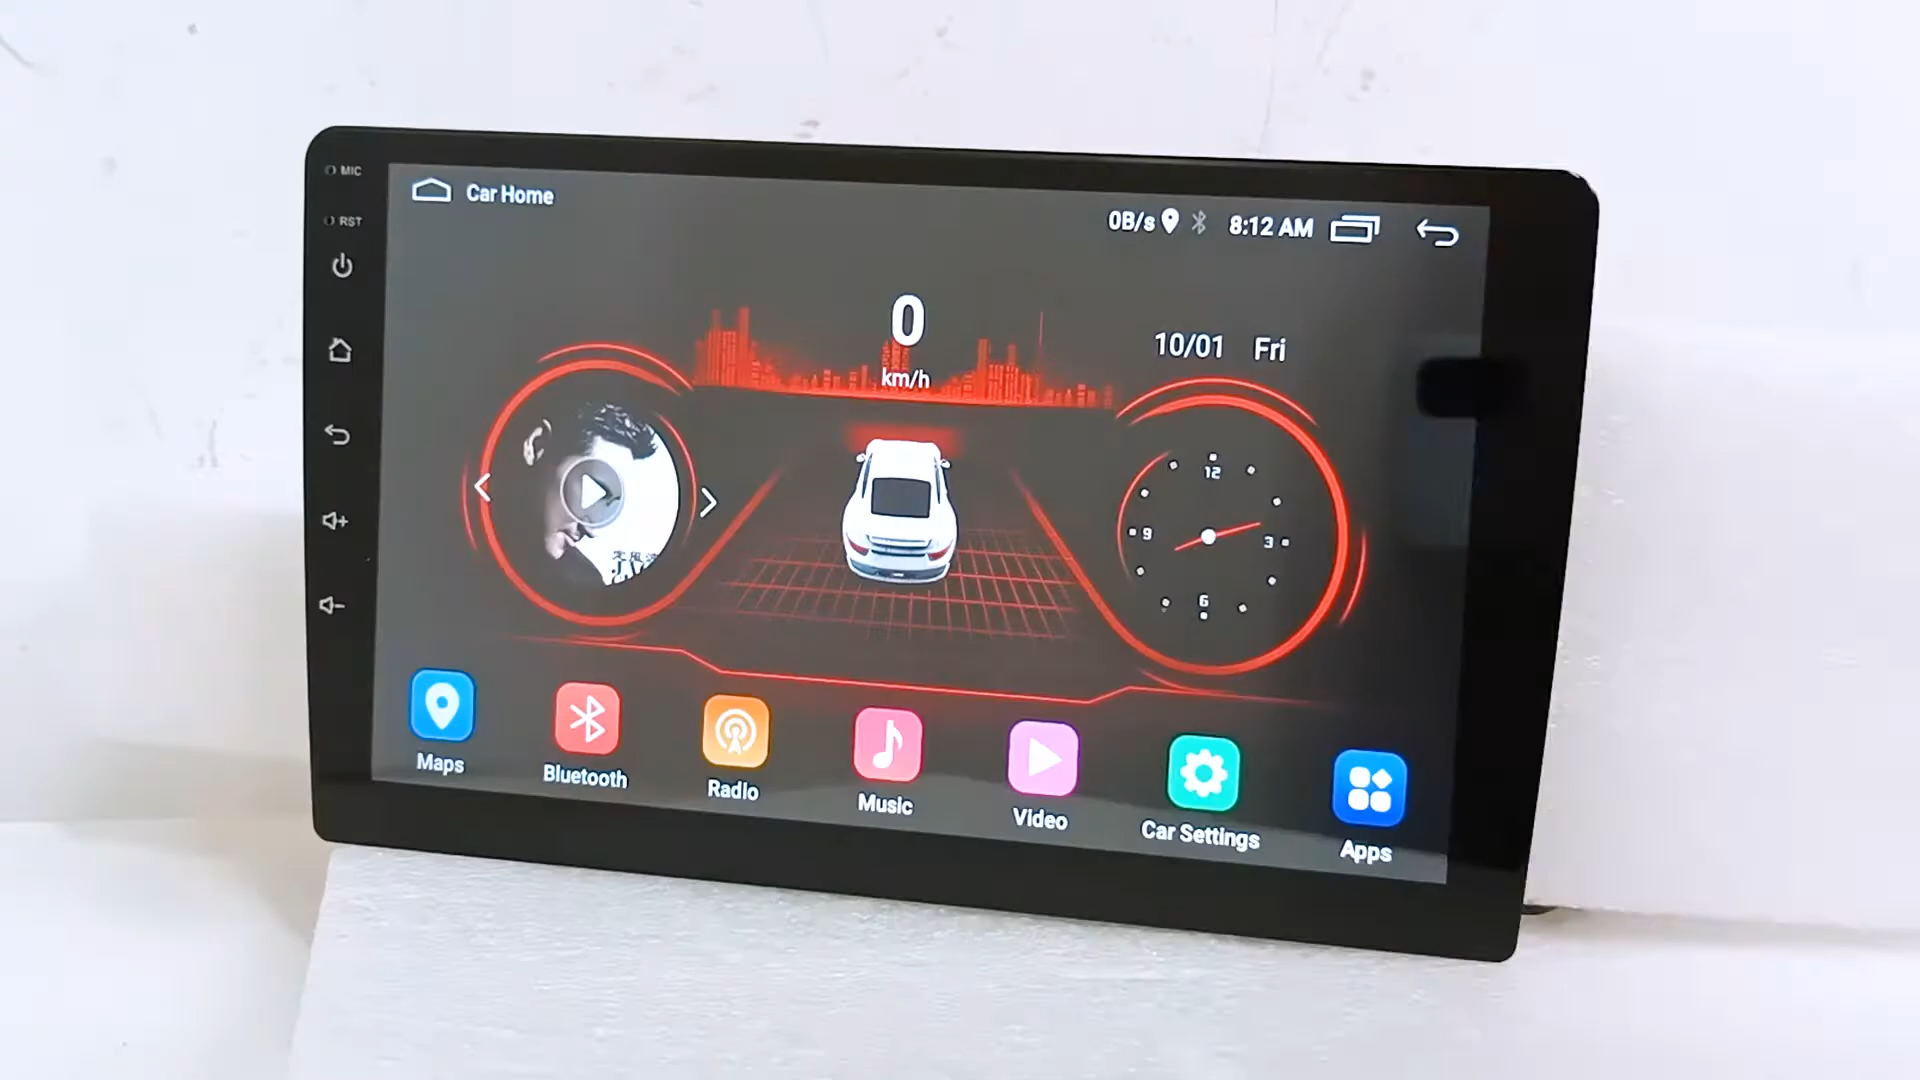 MIC
RST
Car Home
0B/s 8:12 AM
0
km/h
10/01 Fri
12
9
3
6
Maps
Bluetooth
Radio
Music
Video
Car Settings
Apps